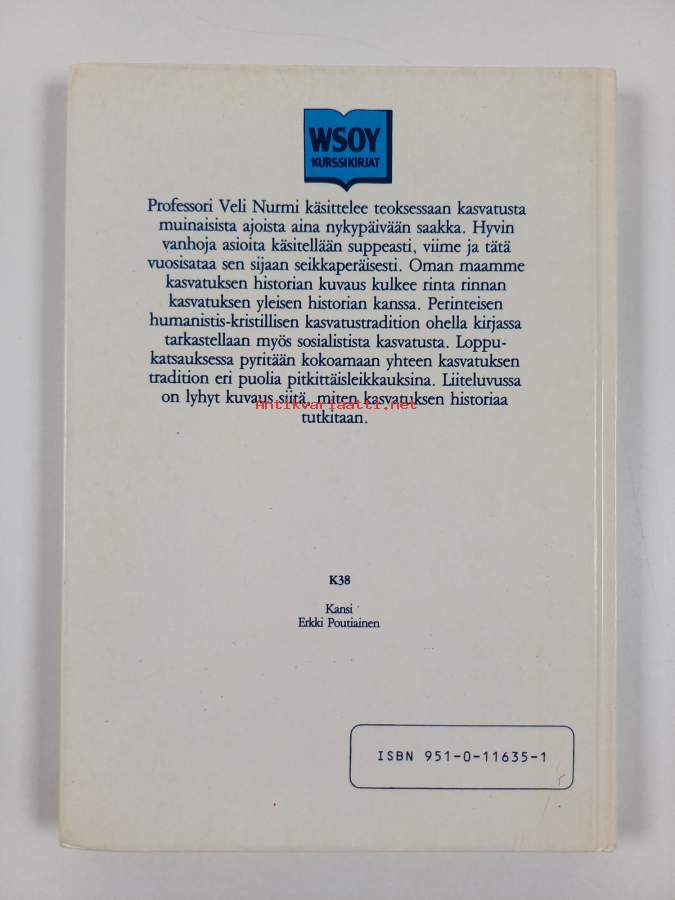 WSOY
KURSSIKIRJAT
Professori Veli Nurmi käsittelee teoksessaan kasvatusta
muinaisista ajoista aina nykypäivään saakka. Hyvin
vanhoja asioita käsitellään suppeasti, viime ja tätä
vuosisataa sen sijaan seikkaperäisesti. Oman maamme
kasvatuksen historian kuvaus kulkee rinta rinnan
kasvatuksen yleisen historian kanssa. Perinteisen
humanistis-kristillisen kasvatustradition ohella kirjassa
tarkastellaan myös sosialistista kasvatusta. Loppu-
katsauksessa pyritään kokoamaan yhteen kasvatuksen
tradition eri puolia pitkittäisleikkauksina. Liiteluvussa
on lyhyt kuvaus siitä, miten kasvatuksen historiaa
Antikvariaatti.net
tutkitaan.
K38
Kansi
Erkki Poutiainen
ISBN 951-0-11635-1